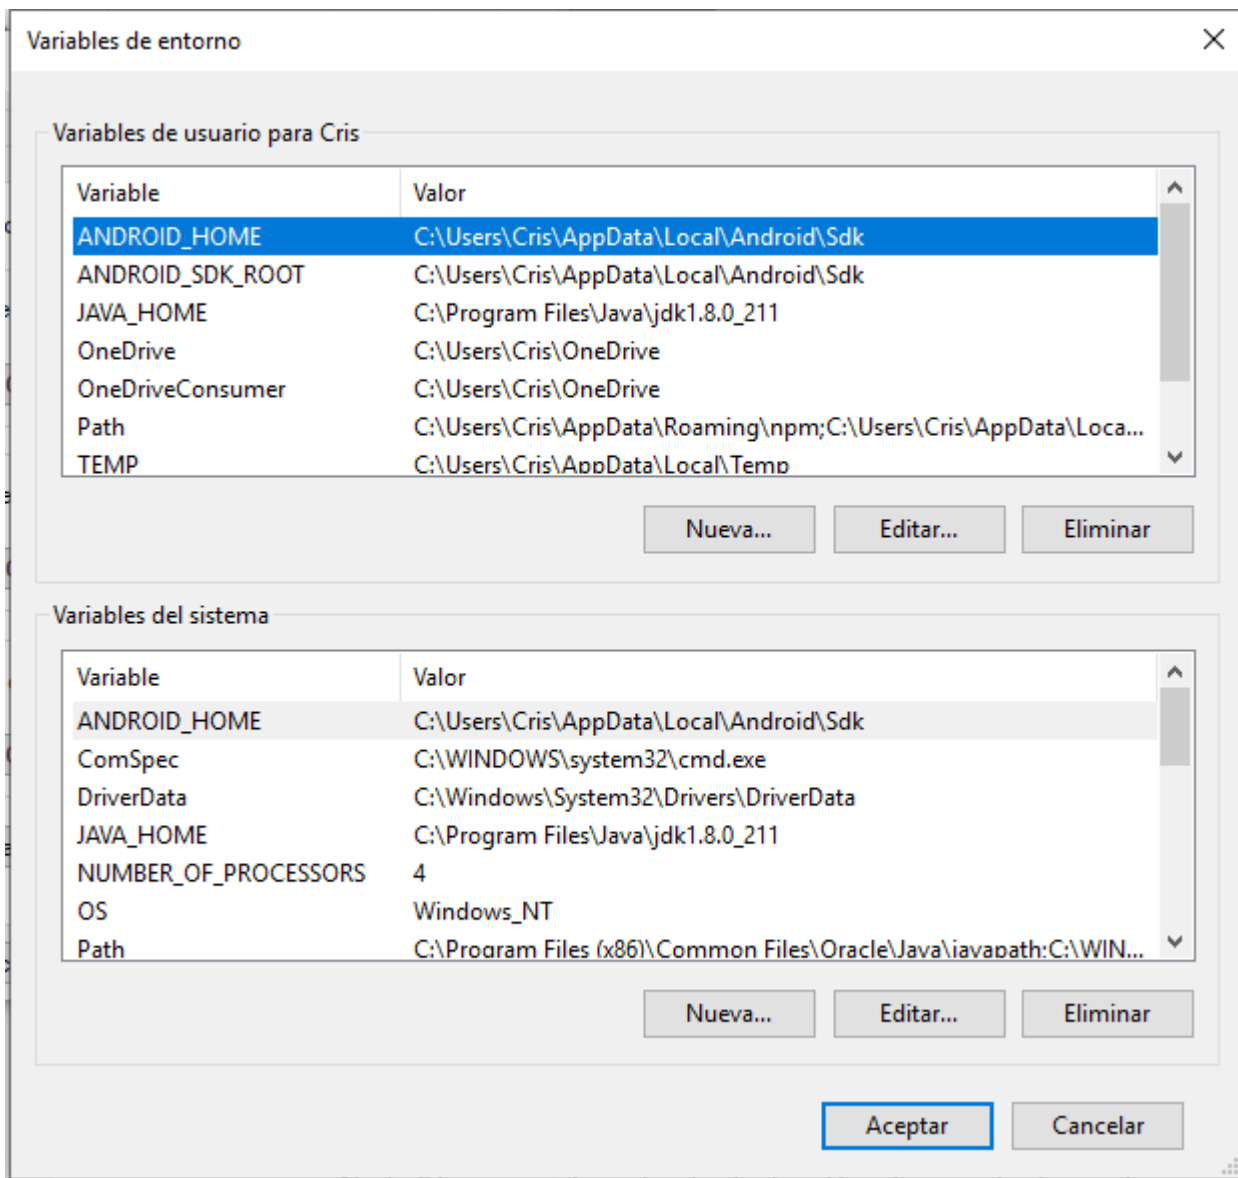 Variables de entorno
Variables de usuario para Cris
Variable Valor
ANDROID_HOME C:\Users\Cris\AppData\Local\Android\Sdk
ANDROID_SDK_ROOT C:\Users\Cris\AppData\Local\Android\Sdk
JAVA_HOME C:\Program Files\Java\jdk1.8.0_211
OneDrive C:\Users\Cris\OneDrive
OneDriveConsumer C:\Users\Cris\OneDrive
Path C:\Users\Cris\AppData\Roaming\npm;C:\Users\Cris\AppData\Loca...
TEMP C:\Users\Cris\AppData\Local\Temp
Nueva... Editar... Eliminar
Variables del sistema
Variable Valor
ANDROID_HOME C:\Users\Cris\AppData\Local\Android\Sdk
ComSpec C:\WINDOWS\system32\cmd.exe
DriverData C:\Windows\System32\Drivers\DriverData
JAVA_HOME C:\Program Files\Java\jdk1.8.0_211
NUMBER_OF_PROCESSORS 4
OS Windows_NT
Path C:\Program Files (x86)\Common Files\Oracle\Java\javapath;C:\WIN...
Nueva... Editar... Eliminar
Aceptar Cancelar